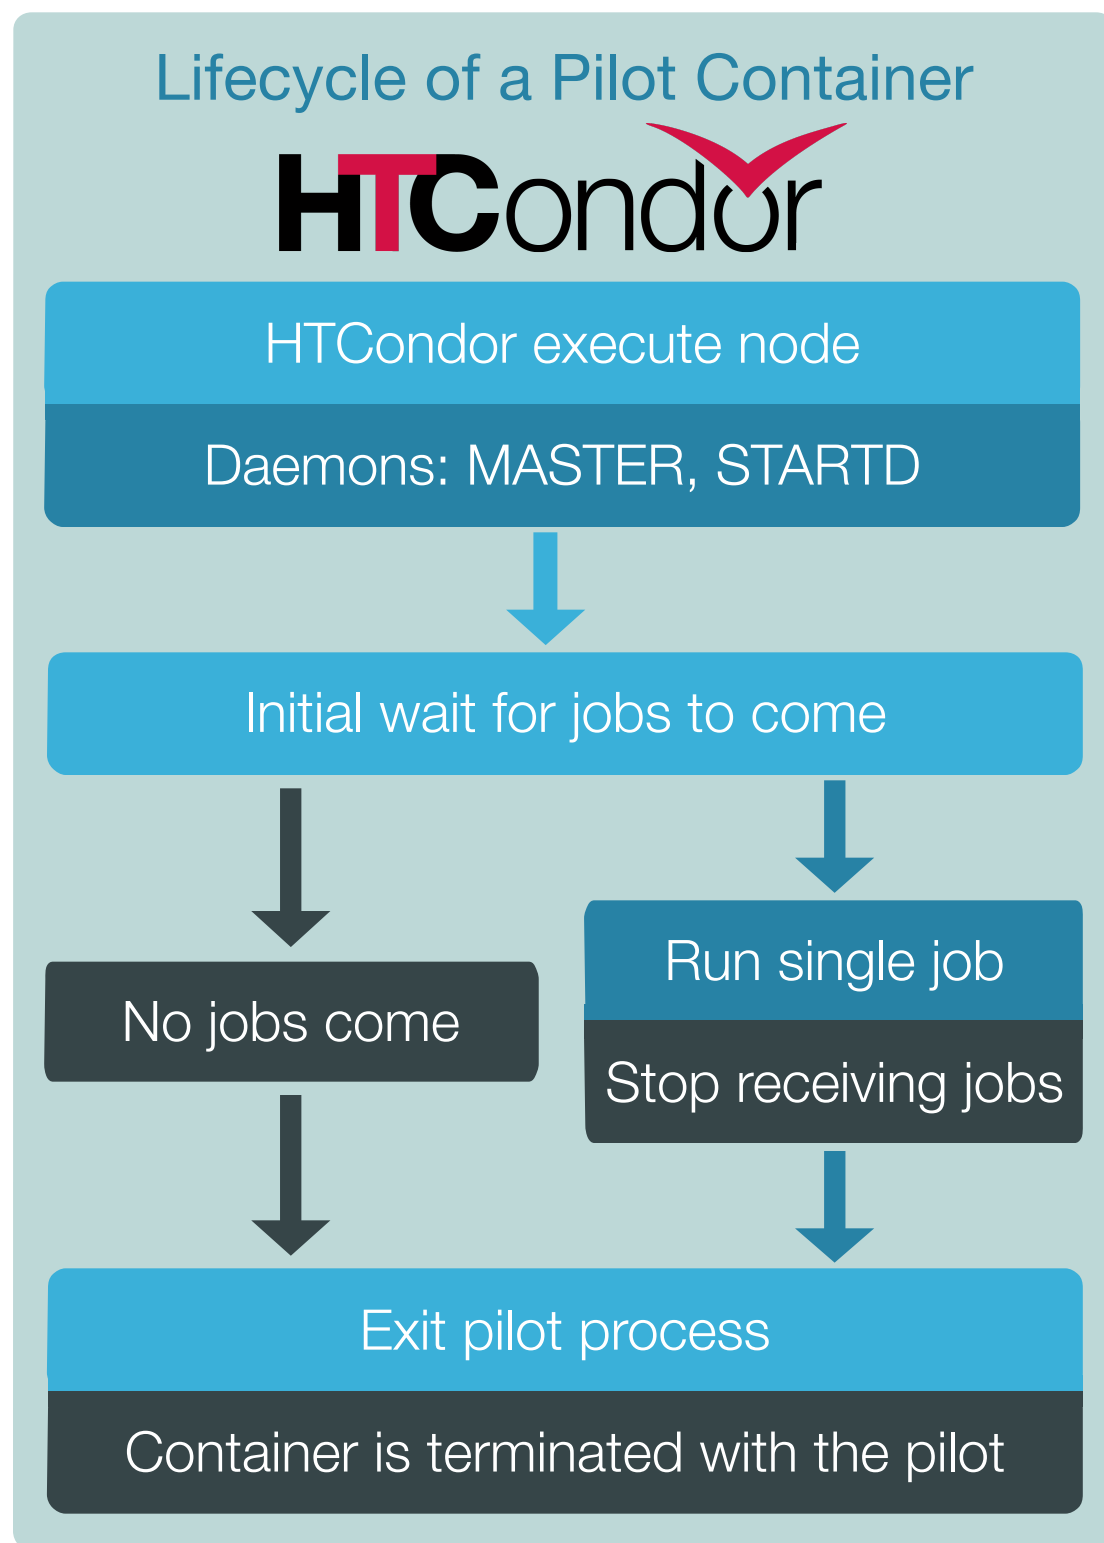 Lifecycle of a Pilot Container
HTCondor
HTCondor execute node
Daemons: MASTER, STARTD
Initial wait for jobs to come
No jobs come
Run single job
Stop receiving jobs
Exit pilot process
Container is terminated with the pilot